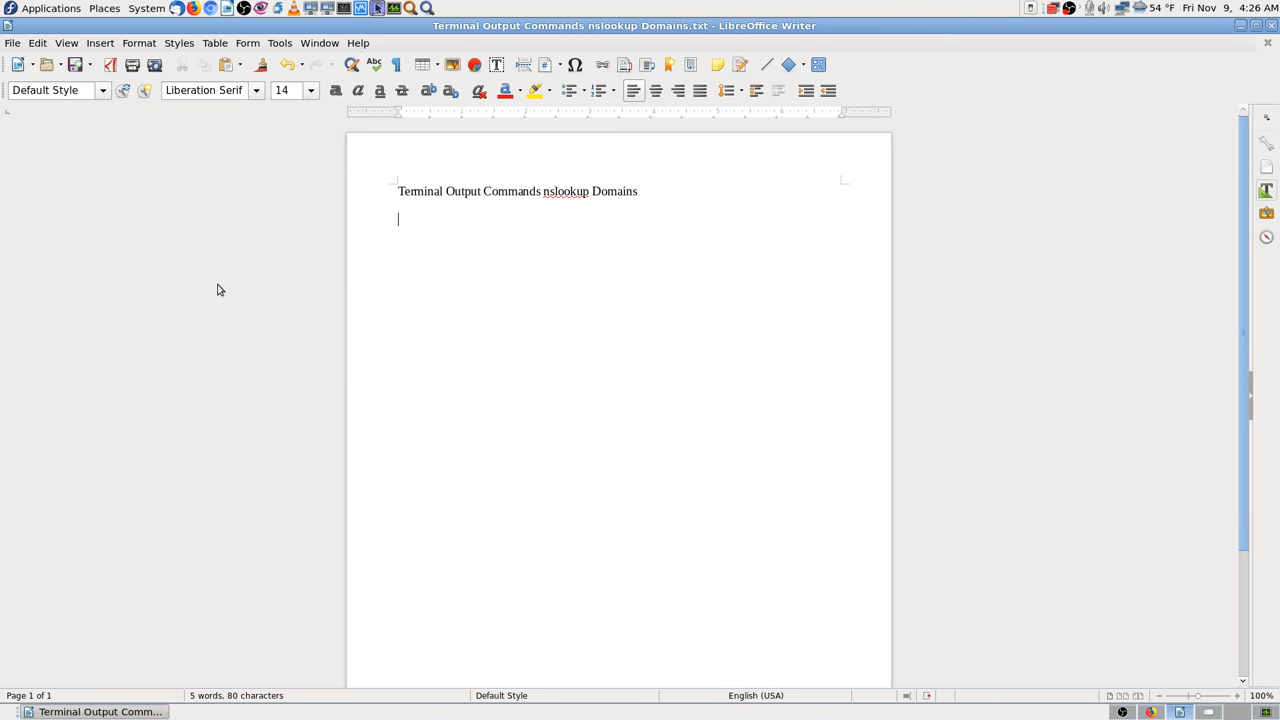 Applications Places System 54 °F Fri Nov 9, 4:26 AM
Terminal Output Commands nslookup Domains.txt - LibreOffice Writer
File Edit View Insert Format Styles Table Form Tools Window Help
Default Style Liberation Serif 14
Terminal Output Commands nslookup Domains
Page 1 of 1 5 words, 80 characters Default Style English (USA) 100%
Terminal Output Comm...